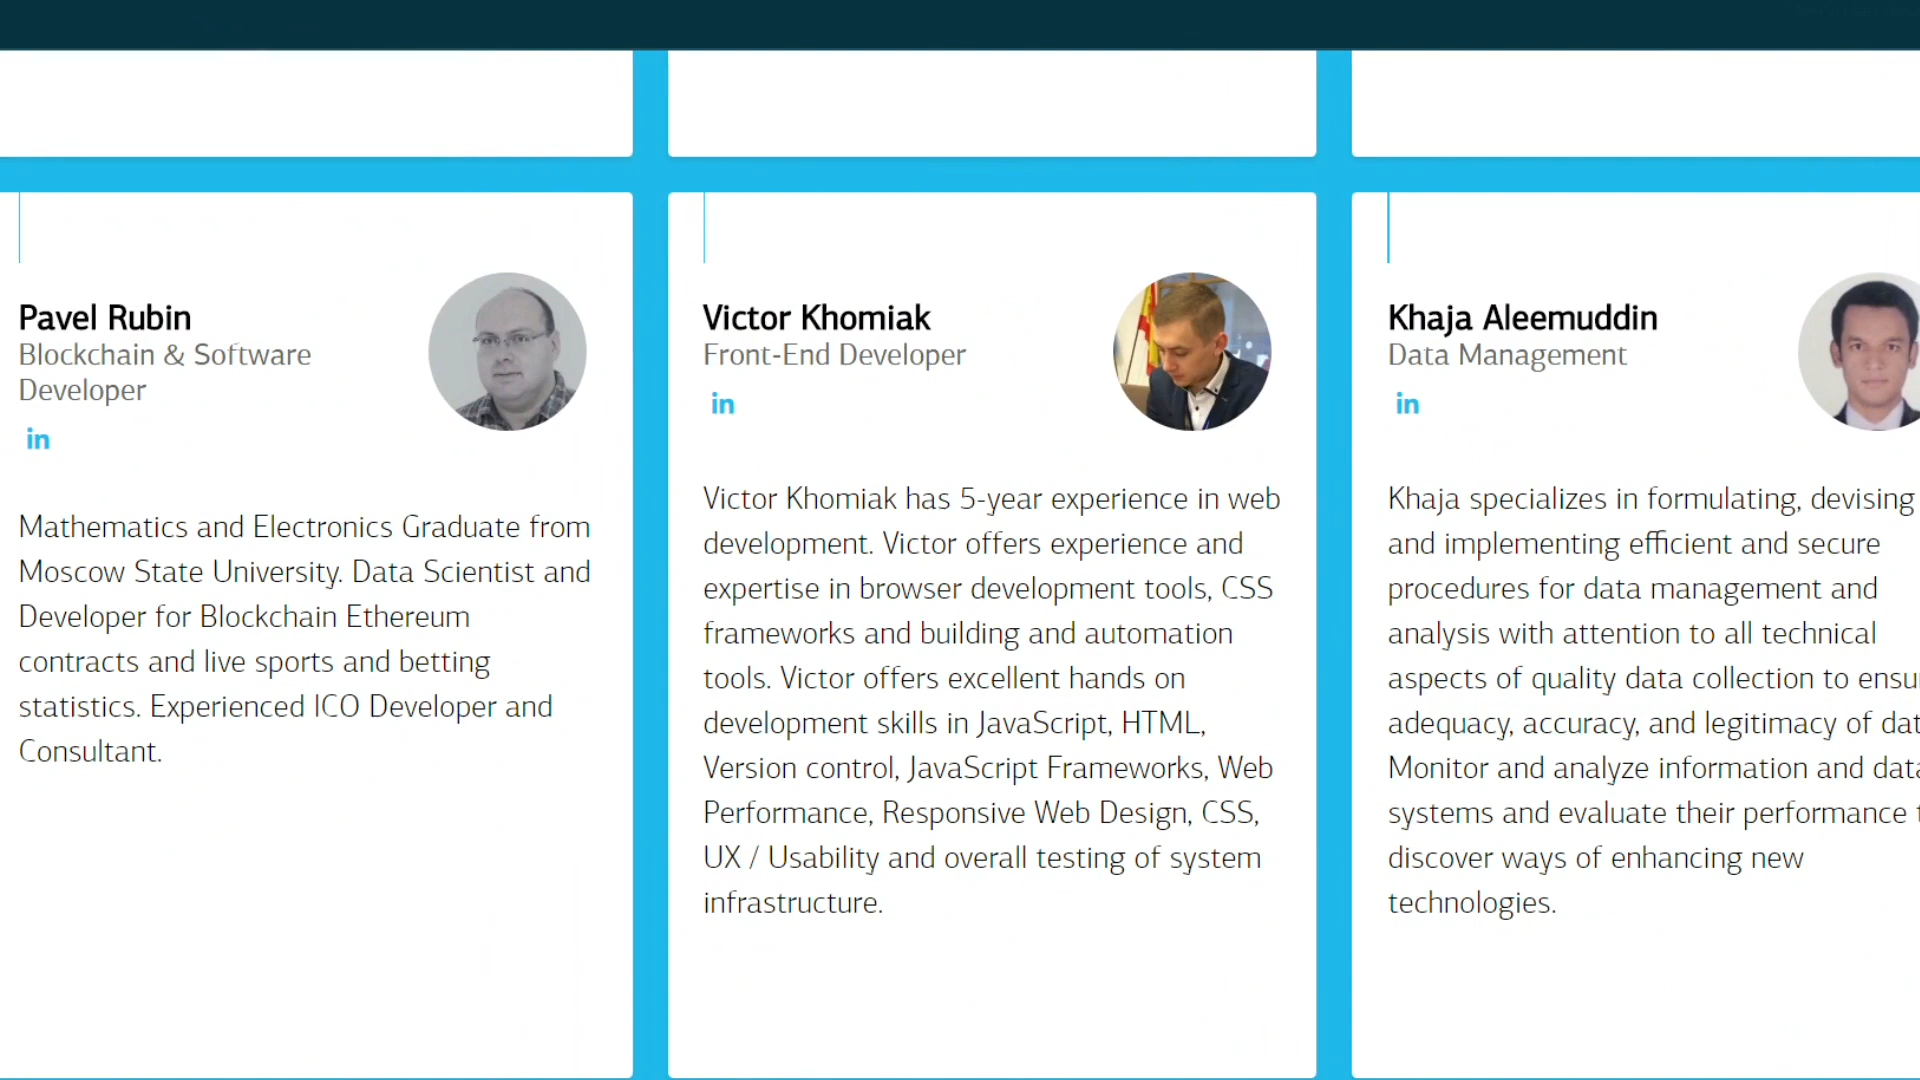 Pavel Rubin
Blockchain & Software
Developer
in
Mathematics and Electronics Graduate from
Moscow State University. Data Scientist and
Developer for Blockchain Ethereum
contracts and live sports and betting
statistics. Experienced ICO Developer and
Consultant.
Victor Khomiak
Front-End Developer
in
Victor Khomiak has 5-year experience in web
development. Victor offers experience and
expertise in browser development tools, CSS
frameworks and building and automation
tools. Victor offers excellent hands on
development skills in JavaScript, HTML,
Version control, JavaScript Frameworks, Web
Performance, Responsive Web Design, CSS,
UX / Usability and overall testing of system
infrastructure.
Khaja Aleemuddin
Data Management
in
Khaja specializes in formulating, devising
and implementing efficient and secure
procedures for data management and
analysis with attention to all technical
aspects of quality data collection to
adequacy, accuracy, and legitimacy of
Monitor and analyze information and
systems and evaluate their performance
discover ways of enhancing new
technologies.